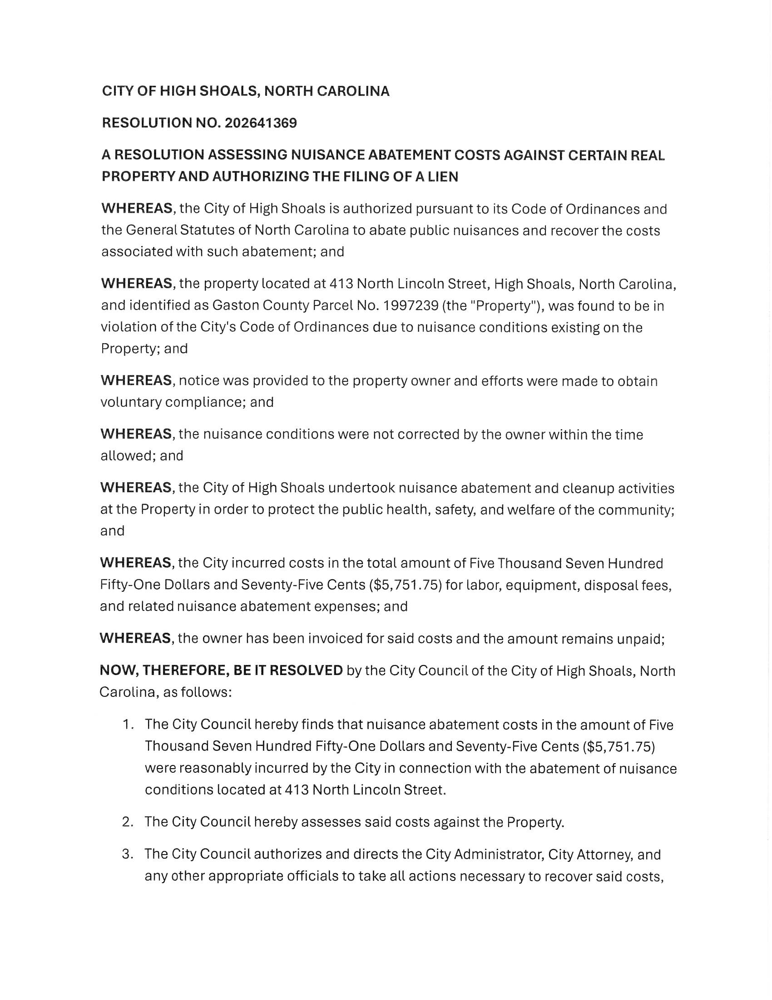 CITY OF HIGH SHOALS, NORTH CAROLINA
RESOLUTION NO. 202641369
A RESOLUTION ASSESSING NUISANCE ABATEMENT COSTS AGAINST CERTAIN REAL
PROPERTY AND AUTHORIZING THE FILING OF A LIEN
WHEREAS, the City of High Shoals is authorized pursuant to its Code of Ordinances and
the General Statutes of North Carolina to abate public nuisances and recover the costs
associated with such abatement; and
WHEREAS, the property located at 413 North Lincoln Street, High Shoals, North Carolina,
and identified as Gaston County Parcel No. 1997239 (the "Property"), was found to be in
violation of the City's Code of Ordinances due to nuisance conditions existing on the
Property; and
WHEREAS, notice was provided to the property owner and efforts were made to obtain
voluntary compliance; and
WHEREAS, the nuisance conditions were not corrected by the owner within the time
allowed; and
WHEREAS, the City of High Shoals undertook nuisance abatement and cleanup activities
at the Property in order to protect the public health, safety, and welfare of the community;
and
WHEREAS, the City incurred costs in the total amount of Five Thousand Seven Hundred
Fifty-One Dollars and Seventy-Five Cents ($5,751.75) for labor, equipment, disposal fees,
and related nuisance abatement expenses; and
WHEREAS, the owner has been invoiced for said costs and the amount remains unpaid;
NOW, THEREFORE, BE IT RESOLVED by the City Council of the City of High Shoals, North
Carolina, as follows:
1. The City Council hereby finds that nuisance abatement costs in the amount of Five
Thousand Seven Hundred Fifty-One Dollars and Seventy-Five Cents ($5,751.75)
were reasonably incurred by the City in connection with the abatement of nuisance
conditions located at 413 North Lincoln Street.
2. The City Council hereby assesses said costs against the Property.
3. The City Council authorizes and directs the City Administrator, City Attorney, and
any other appropriate officials to take all actions necessary to recover said costs,